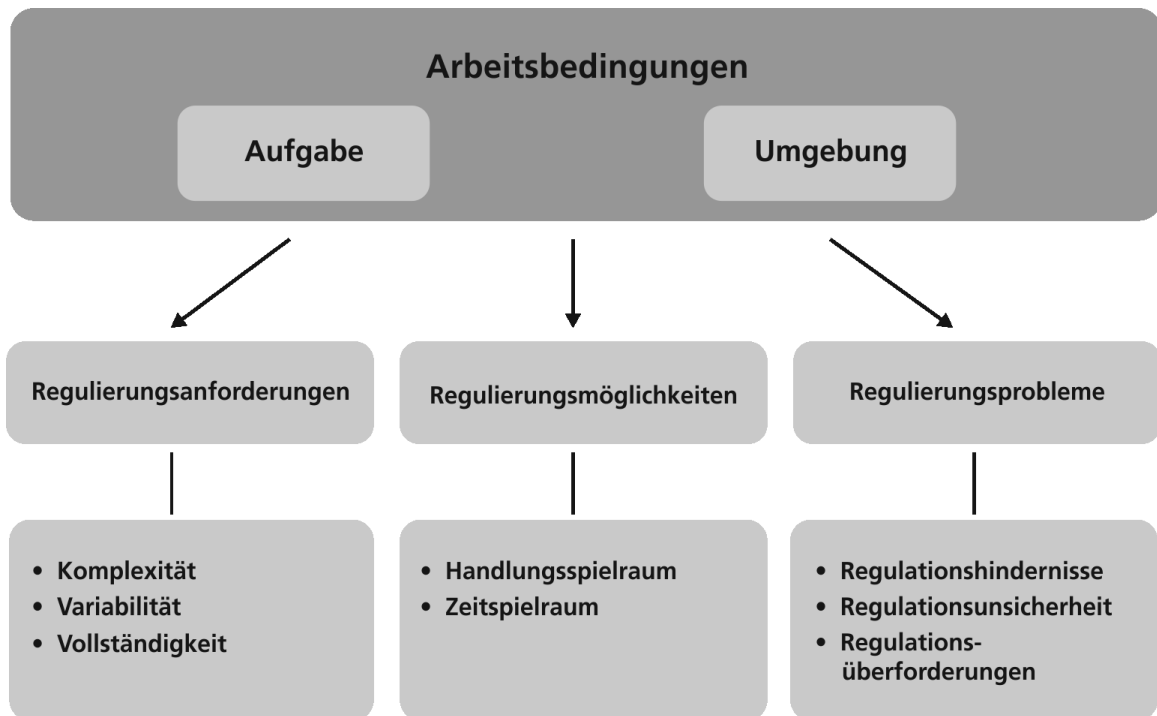 Arbeitsbedingungen
Aufgabe
Umgebung
Regulierungsanforderungen
Regulierungsmöglichkeiten
Regulierungsprobleme
• Komplexität
• Variabilität
• Vollständigkeit
• Handlungsspielraum
• Zeitspielraum
• Regulationshindernisse
• Regulationsunsicherheit
• Regulations-
überforderungen